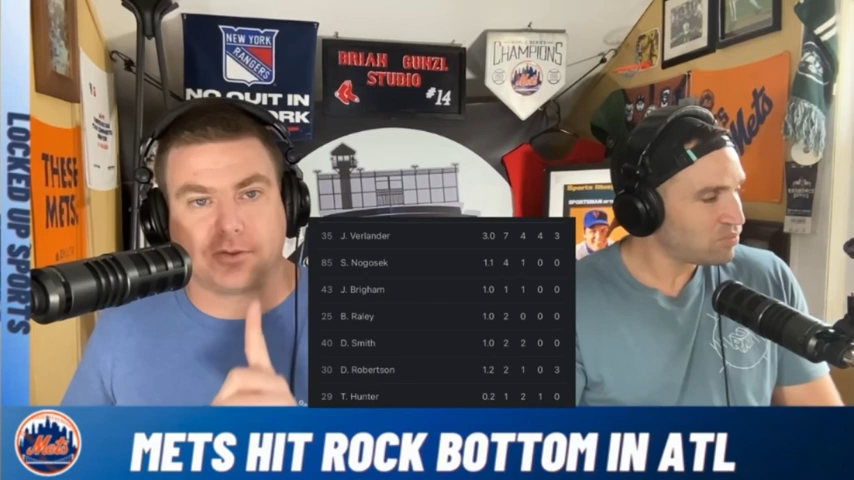 NEW YORK
RANGERS
NO QUIT IN
BRIAN GUNZL
STUDIO
#14
CHAMPIONS
Mets
THESE
METS
Mets
LOCKED UP SPORTS
35 J. Verlander 3.0 7 4 4 3
85 S. Nogosek 1.1 4 1 0 0
43 J. Brigham 1.0 1 1 0 0
25 B. Raley 1.0 2 0 0 0
40 D. Smith 1.0 2 2 0 0
30 D. Robertson 1.2 2 1 0 3
29 T. Hunter 0.2 1 2 1 0
Mets
METS HIT ROCK BOTTOM IN ATL